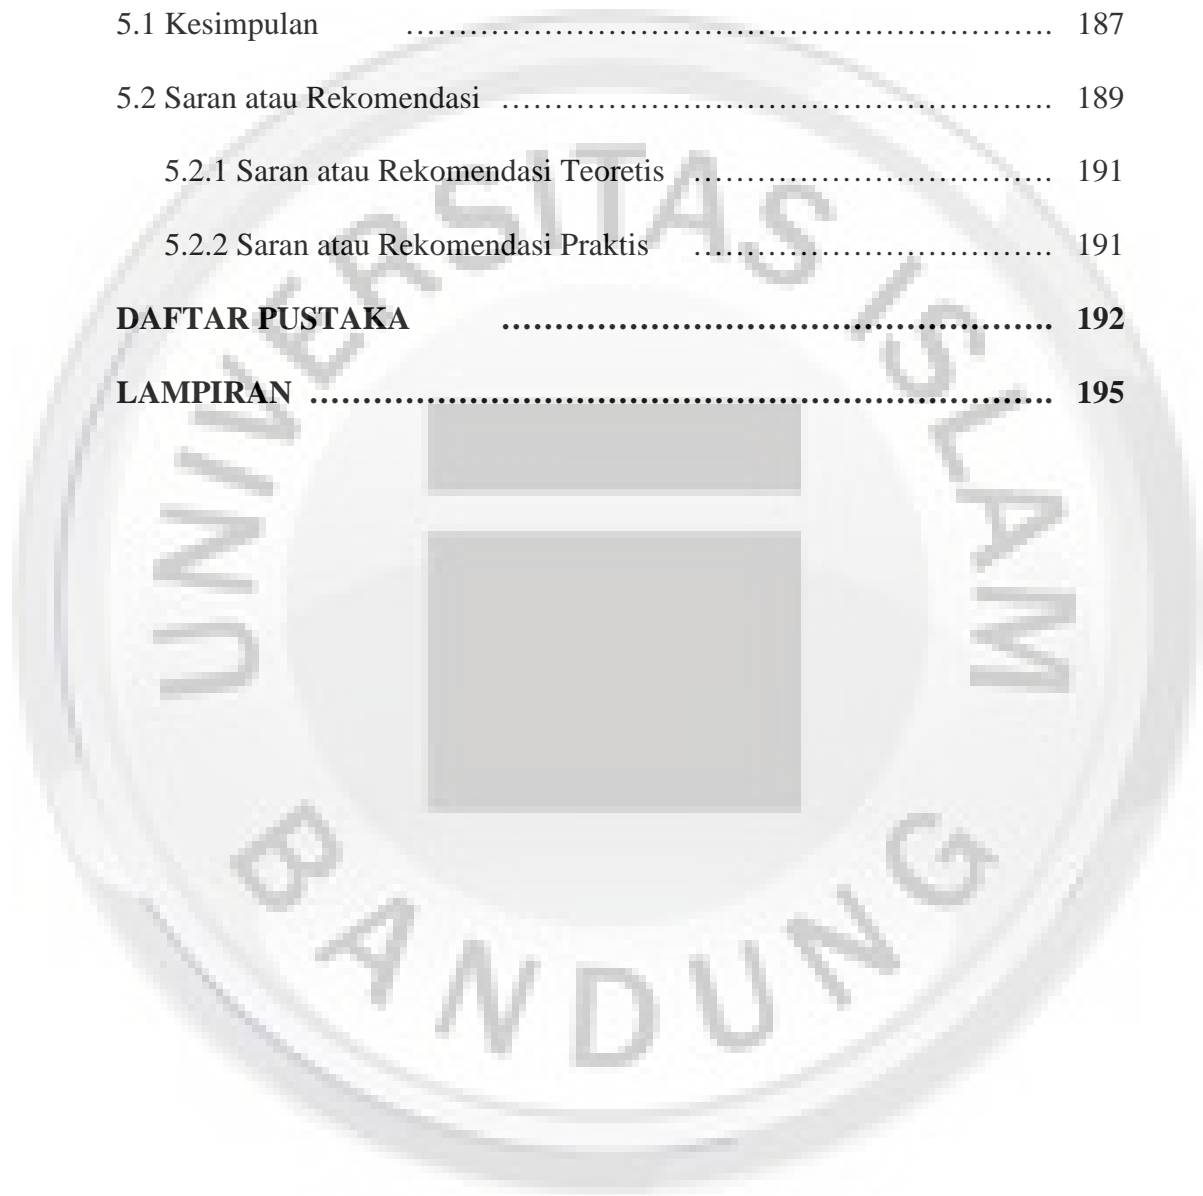 5.1 Kesimpulan ………………………………………………………. 187
5.2 Saran atau Rekomendasi ………………………………………………. 189
5.2.1 Saran atau Rekomendasi Teoretis ……………………………. 191
5.2.2 Saran atau Rekomendasi Praktis ……………………………. 191
DAFTAR PUSTAKA ………………………………………………. 192
LAMPIRAN ………………………………………………………………. 195
UNIVERSITAS ISLAM
BANDUNG